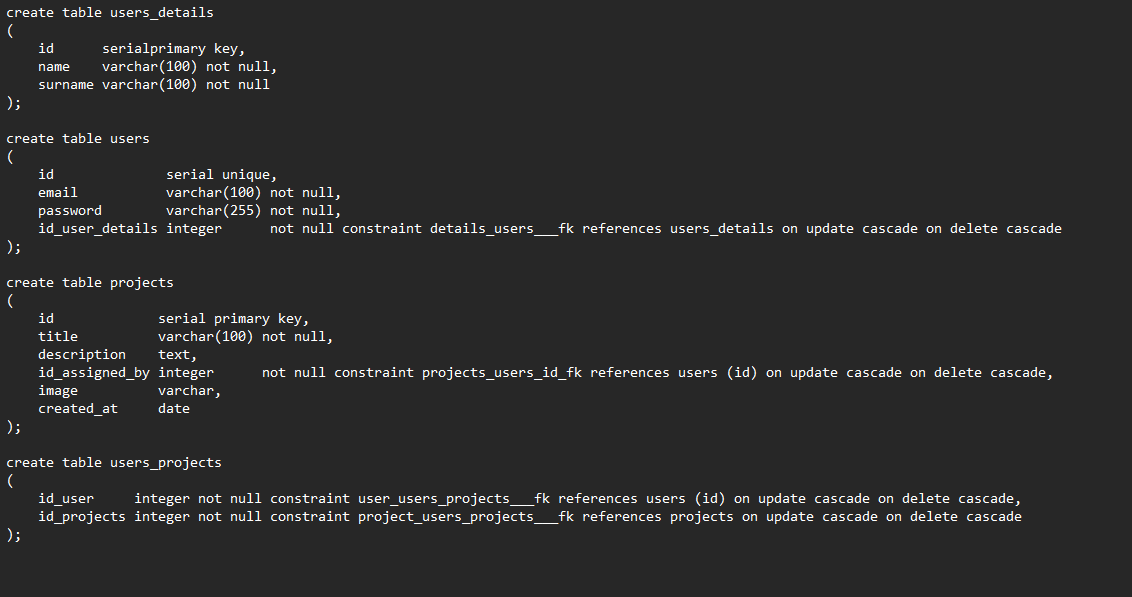 create table users_details
(
    id      serialprimary key,
    name    varchar(100) not null,
    surname varchar(100) not null
);

create table users
(
    id              serial unique,
    email           varchar(100) not null,
    password        varchar(255) not null,
    id_user_details integer      not null constraint details_users___fk references users_details on update cascade on delete cascade
);

create table projects
(
    id             serial primary key,
    title          varchar(100) not null,
    description    text,
    id_assigned_by integer      not null constraint projects_users_id_fk references users (id) on update cascade on delete cascade,
    image          varchar,
    created_at     date
);

create table users_projects
(
    id_user     integer not null constraint user_users_projects___fk references users (id) on update cascade on delete cascade,
    id_projects integer not null constraint project_users_projects___fk references projects on update cascade on delete cascade
);